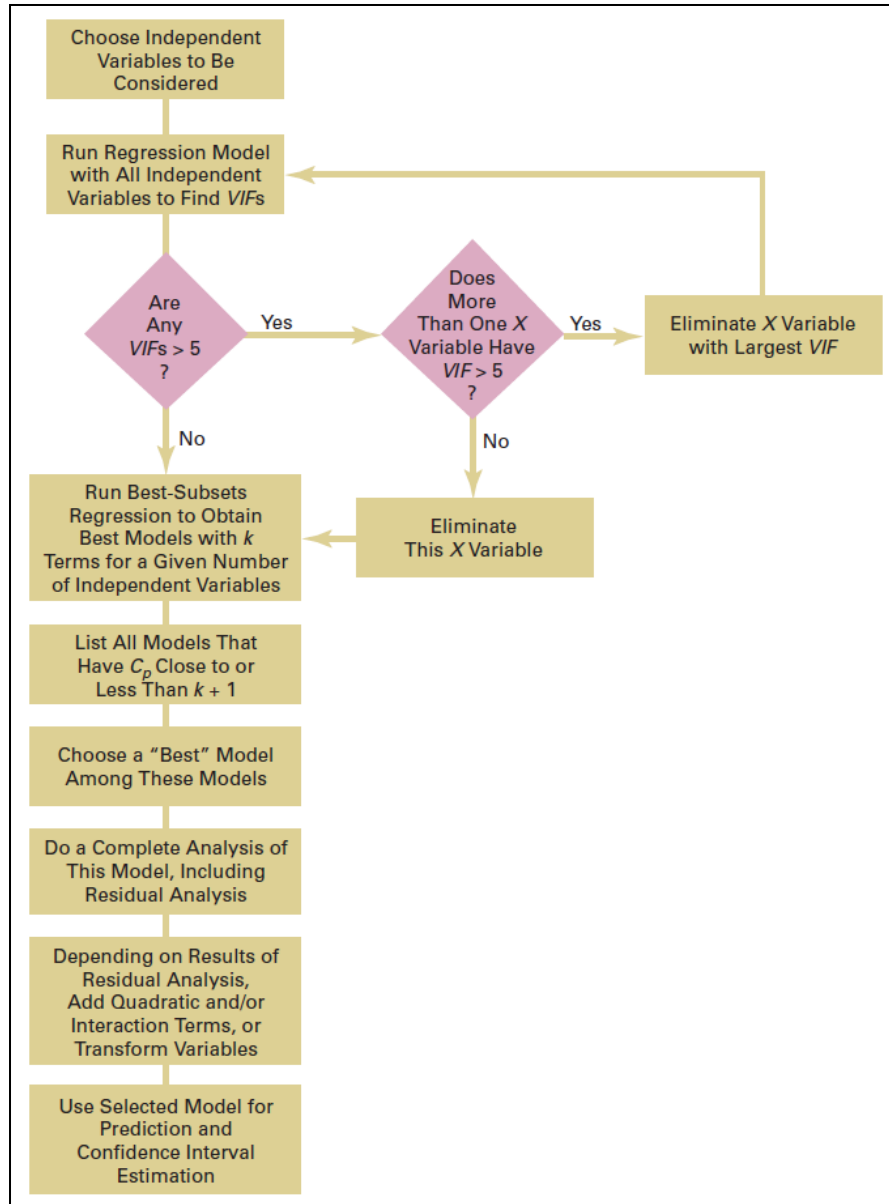 Choose Independent
Variables to Be
Considered
Run Regression Model
with All Independent
Variables to Find VIFs
Are
Any
VIFs > 5
?
Yes
Does
More
Than One X
Variable Have
VIF > 5
?
Yes
Eliminate X Variable
with Largest VIF
No
No
Run Best-Subsets
Regression to Obtain
Best Models with k
Terms for a Given Number
of Independent Variables
Eliminate
This X Variable
List All Models That
Have Cp Close to or
Less Than k + 1
Choose a “Best” Model
Among These Models
Do a Complete Analysis of
This Model, Including
Residual Analysis
Depending on Results of
Residual Analysis,
Add Quadratic and/or
Interaction Terms, or
Transform Variables
Use Selected Model for
Prediction and
Confidence Interval
Estimation